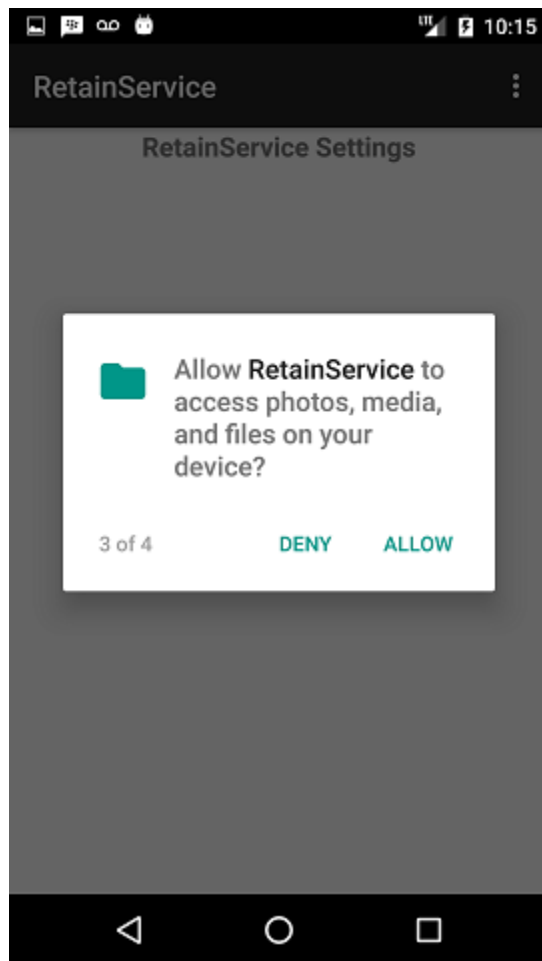 LTE 10:15
RetainService
RetainService Settings
Allow RetainService to
access photos, media,
and files on your
device?
3 of 4 DENY ALLOW